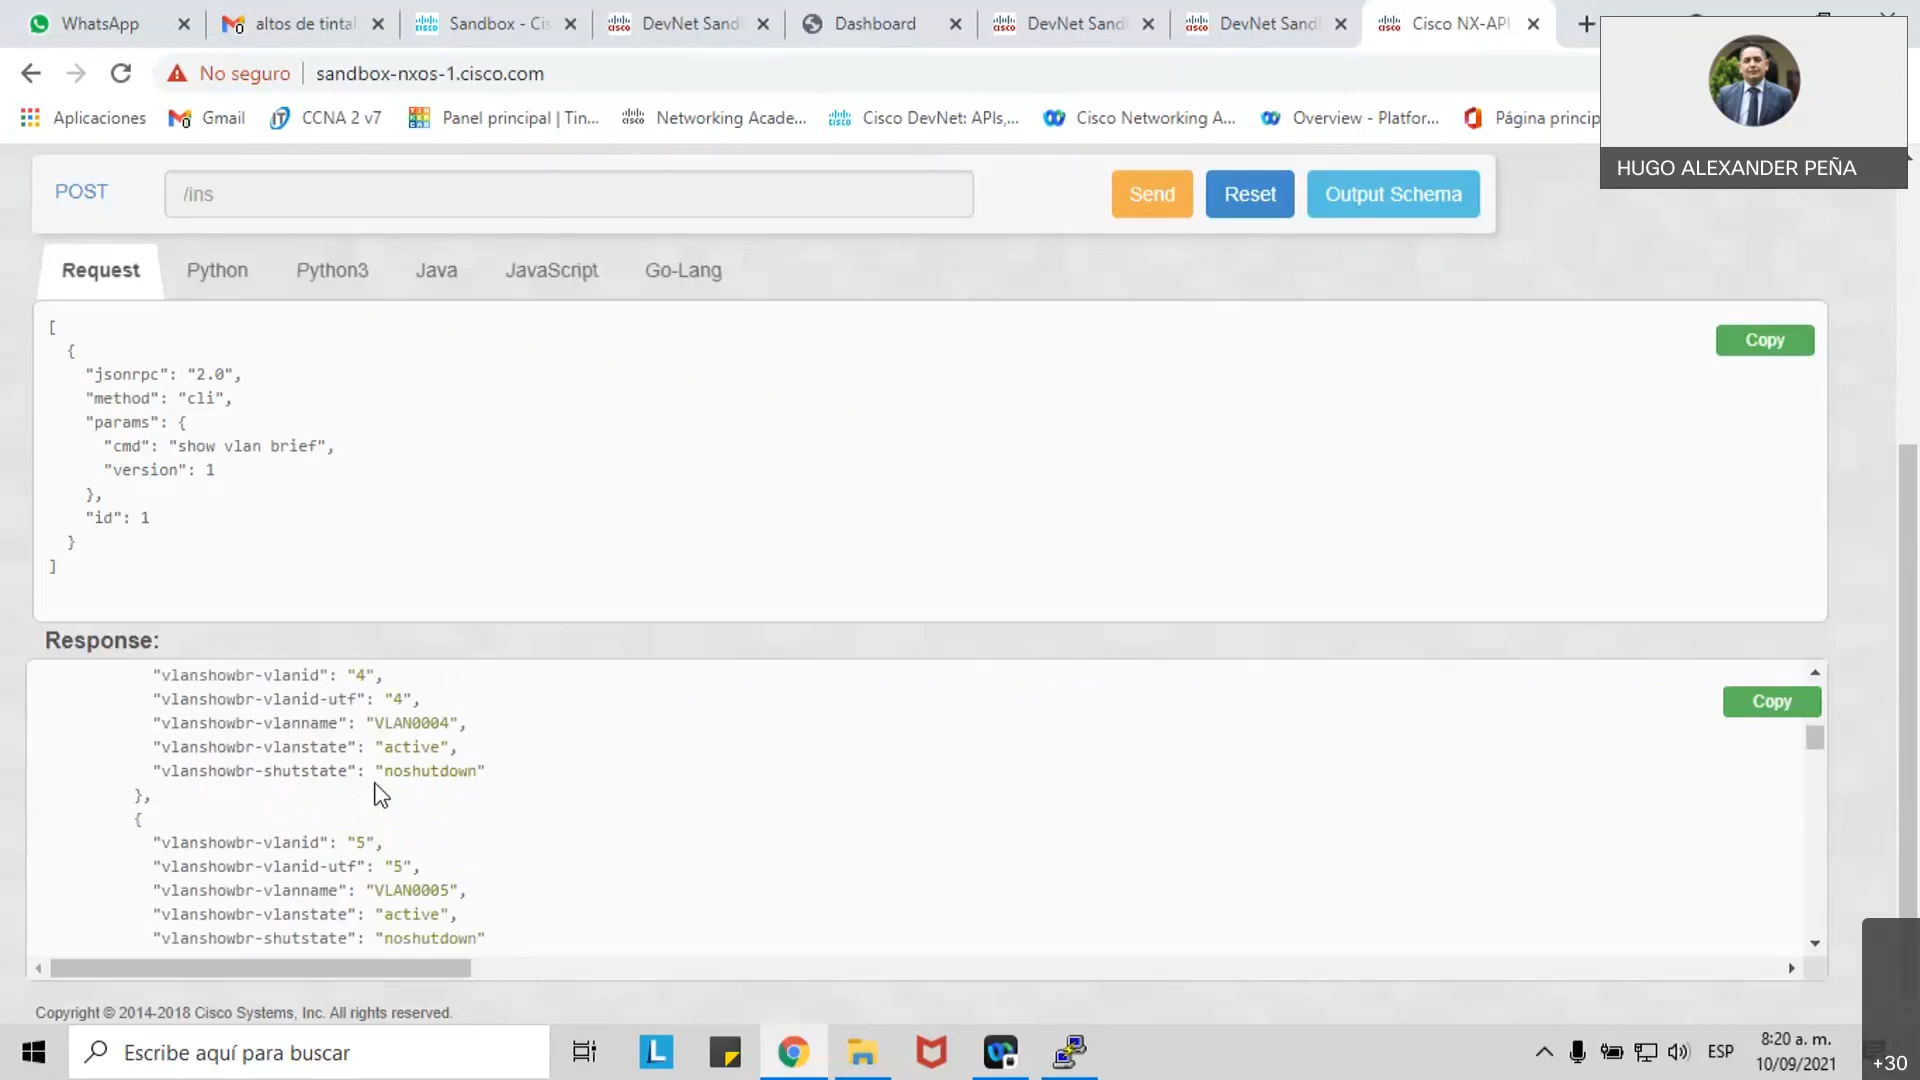 WhatsApp
altos de tintal
Sandbox - Cis
DevNet Sand
Dashboard
DevNet Sand
DevNet Sand
Cisco NX-API
No seguro
sandbox-nxos-1.cisco.com
Aplicaciones
Gmail
CCNA 2 v7
Panel principal | Tin...
Networking Acade...
Cisco DevNet: APIs,...
Cisco Networking A...
Overview - Platfor...
Página princip
HUGO ALEXANDER PEÑA
POST
/ins
Send
Reset
Output Schema
Request
Python
Python3
Java
JavaScript
Go-Lang
Copy
[
{
"jsonrpc": "2.0",
"method": "cli",
"params": {
"cmd": "show vlan brief",
"version": 1
},
"id": 1
}
]
Response:
Copy
"vlanshowbr-vlanid": "4",
"vlanshowbr-vlanid-utf": "4",
"vlanshowbr-vlanname": "VLAN0004",
"vlanshowbr-vlanstate": "active",
"vlanshowbr-shutstate": "noshutdown"
},
{
"vlanshowbr-vlanid": "5",
"vlanshowbr-vlanid-utf": "5",
"vlanshowbr-vlanname": "VLAN0005",
"vlanshowbr-vlanstate": "active",
"vlanshowbr-shutstate": "noshutdown"
Copyright © 2014-2018 Cisco Systems, Inc. All rights reserved.
Escribe aquí para buscar
L
ESP
8:20 a. m.
10/09/2021
+30